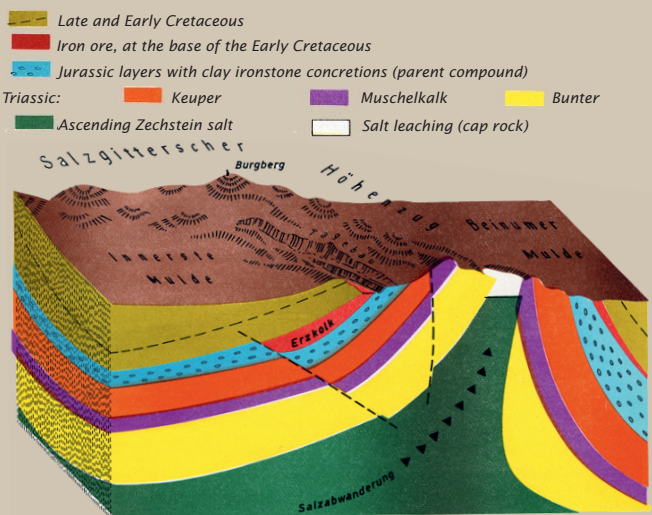 Late and Early Cretaceous
Iron ore, at the base of the Early Cretaceous
Jurassic layers with clay ironstone concretions (parent compound)
Triassic: Keuper Muschelkalk Bunter
Ascending Zechstein salt Salt leaching (cap rock)
Salzgitterscher Höhenzug
Burgberg
Tagebau
Beinumer
Mulde
Innerste
Mulde
Erzkolk
Salzabwanderung